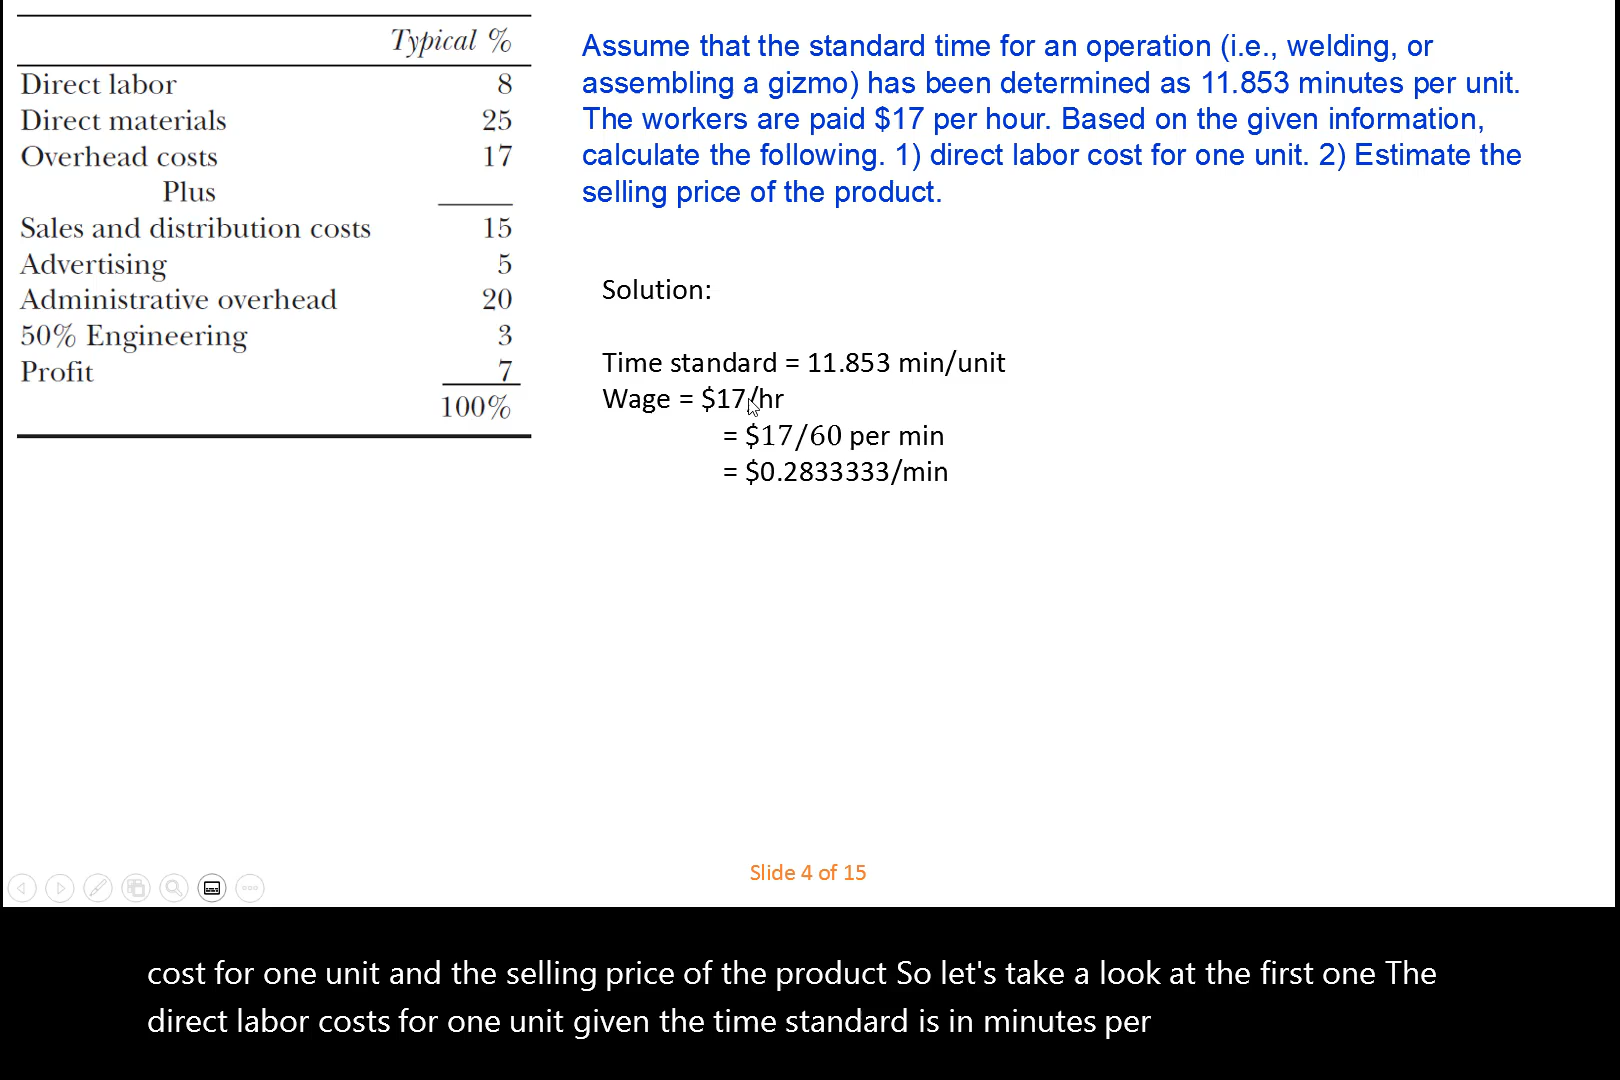 Typical %
Direct labor 8
Direct materials 25
Overhead costs 17
Plus
Sales and distribution costs 15
Advertising 5
Administrative overhead 20
50% Engineering 3
Profit 7
100%
Assume that the standard time for an operation (i.e., welding, or
assembling a gizmo) has been determined as 11.853 minutes per unit.
The workers are paid $17 per hour. Based on the given information,
calculate the following. 1) direct labor cost for one unit. 2) Estimate the
selling price of the product.
Solution:
Time standard = 11.853 min/unit
Wage = $17/hr
= $17/60 per min
= $0.2833333/min
Slide 4 of 15
cost for one unit and the selling price of the product So let's take a look at the first one The
direct labor costs for one unit given the time standard is in minutes per